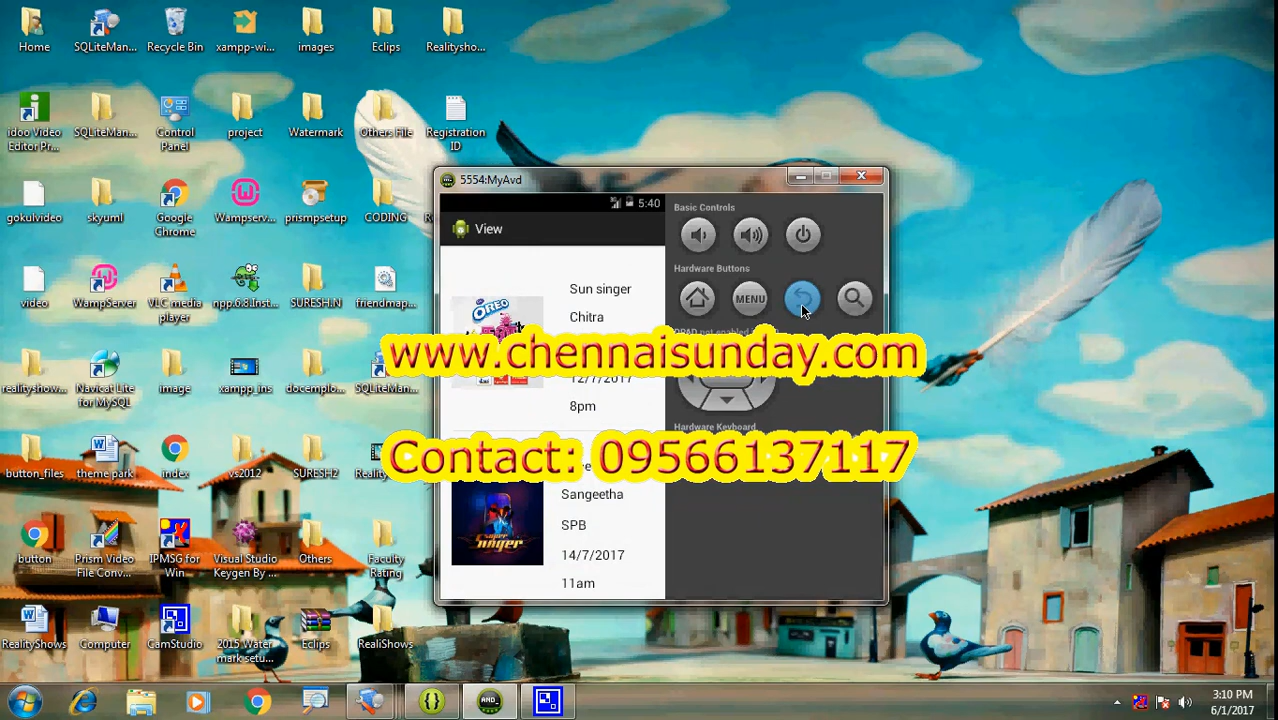 Home
SQLiteMan...
Recycle Bin
xampp-wi...
images
Eclips
Realitysho...
idoo Video
Editor Pr...
SQLiteMan...
Control
Panel
project
Watermark
Others File
Registration
ID
gokulvideo
skyuml
Google
Chrome
Wampserv...
prismpsetup
CODING
video
WampServer
VLC media
player
npp.6.8.Inst...
SURESH.N
friendmap...
realityshow...
Navicat Lite
for MySQL
image
xampp_ins
docemplo...
SQLiteMan...
button_files
theme park
index
vs2012
SURESH2
button
Prism Video
File Conv...
IPMSG for
Win
Visual Studio
Keygen By ...
Others
Faculty
Rating
RealityShows
Computer
CamStudio
2015 Water
mark setu...
Eclips
RealiShows
5554:MyAvd
3G
5:40
View
Sun singer
Chitra
12/7/2017
8pm
Sangeetha
SPB
14/7/2017
11am
OREO
Basic Controls
Hardware Buttons
MENU
Hardware Keyboard
www.chennaisunday.com
Contact: 09566137117
3:10 PM
6/1/2017